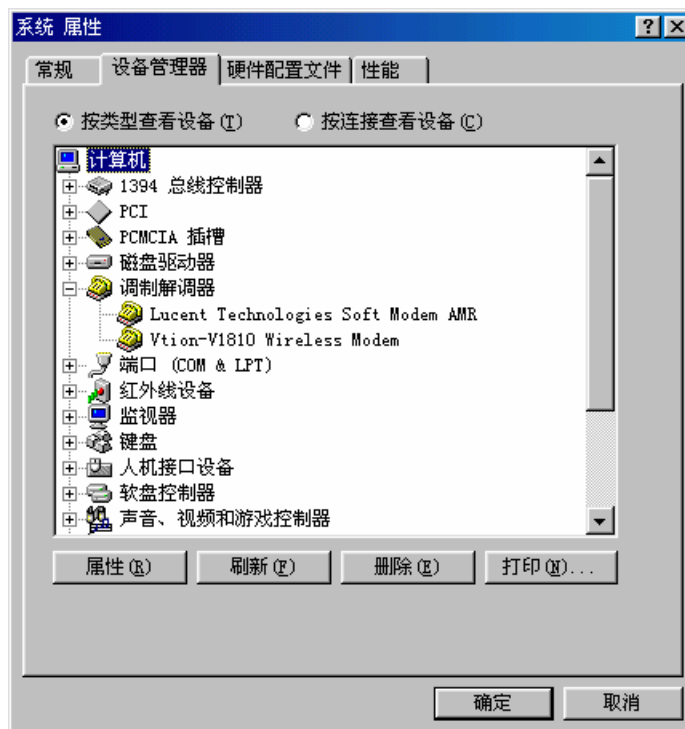 系统 属性
常规 设备管理器 硬件配置文件 性能
按类型查看设备(T) 按连接查看设备(C)
计算机
1394 总线控制器
PCI
PCMCIA 插槽
磁盘驱动器
调制解调器
Lucent Technologies Soft Modem AMR
Vtion-V1810 Wireless Modem
端口 (COM & LPT)
红外线设备
监视器
键盘
人机接口设备
软盘控制器
声音、视频和游戏控制器
属性(R) 刷新(F) 删除(E) 打印(N)...
确定 取消